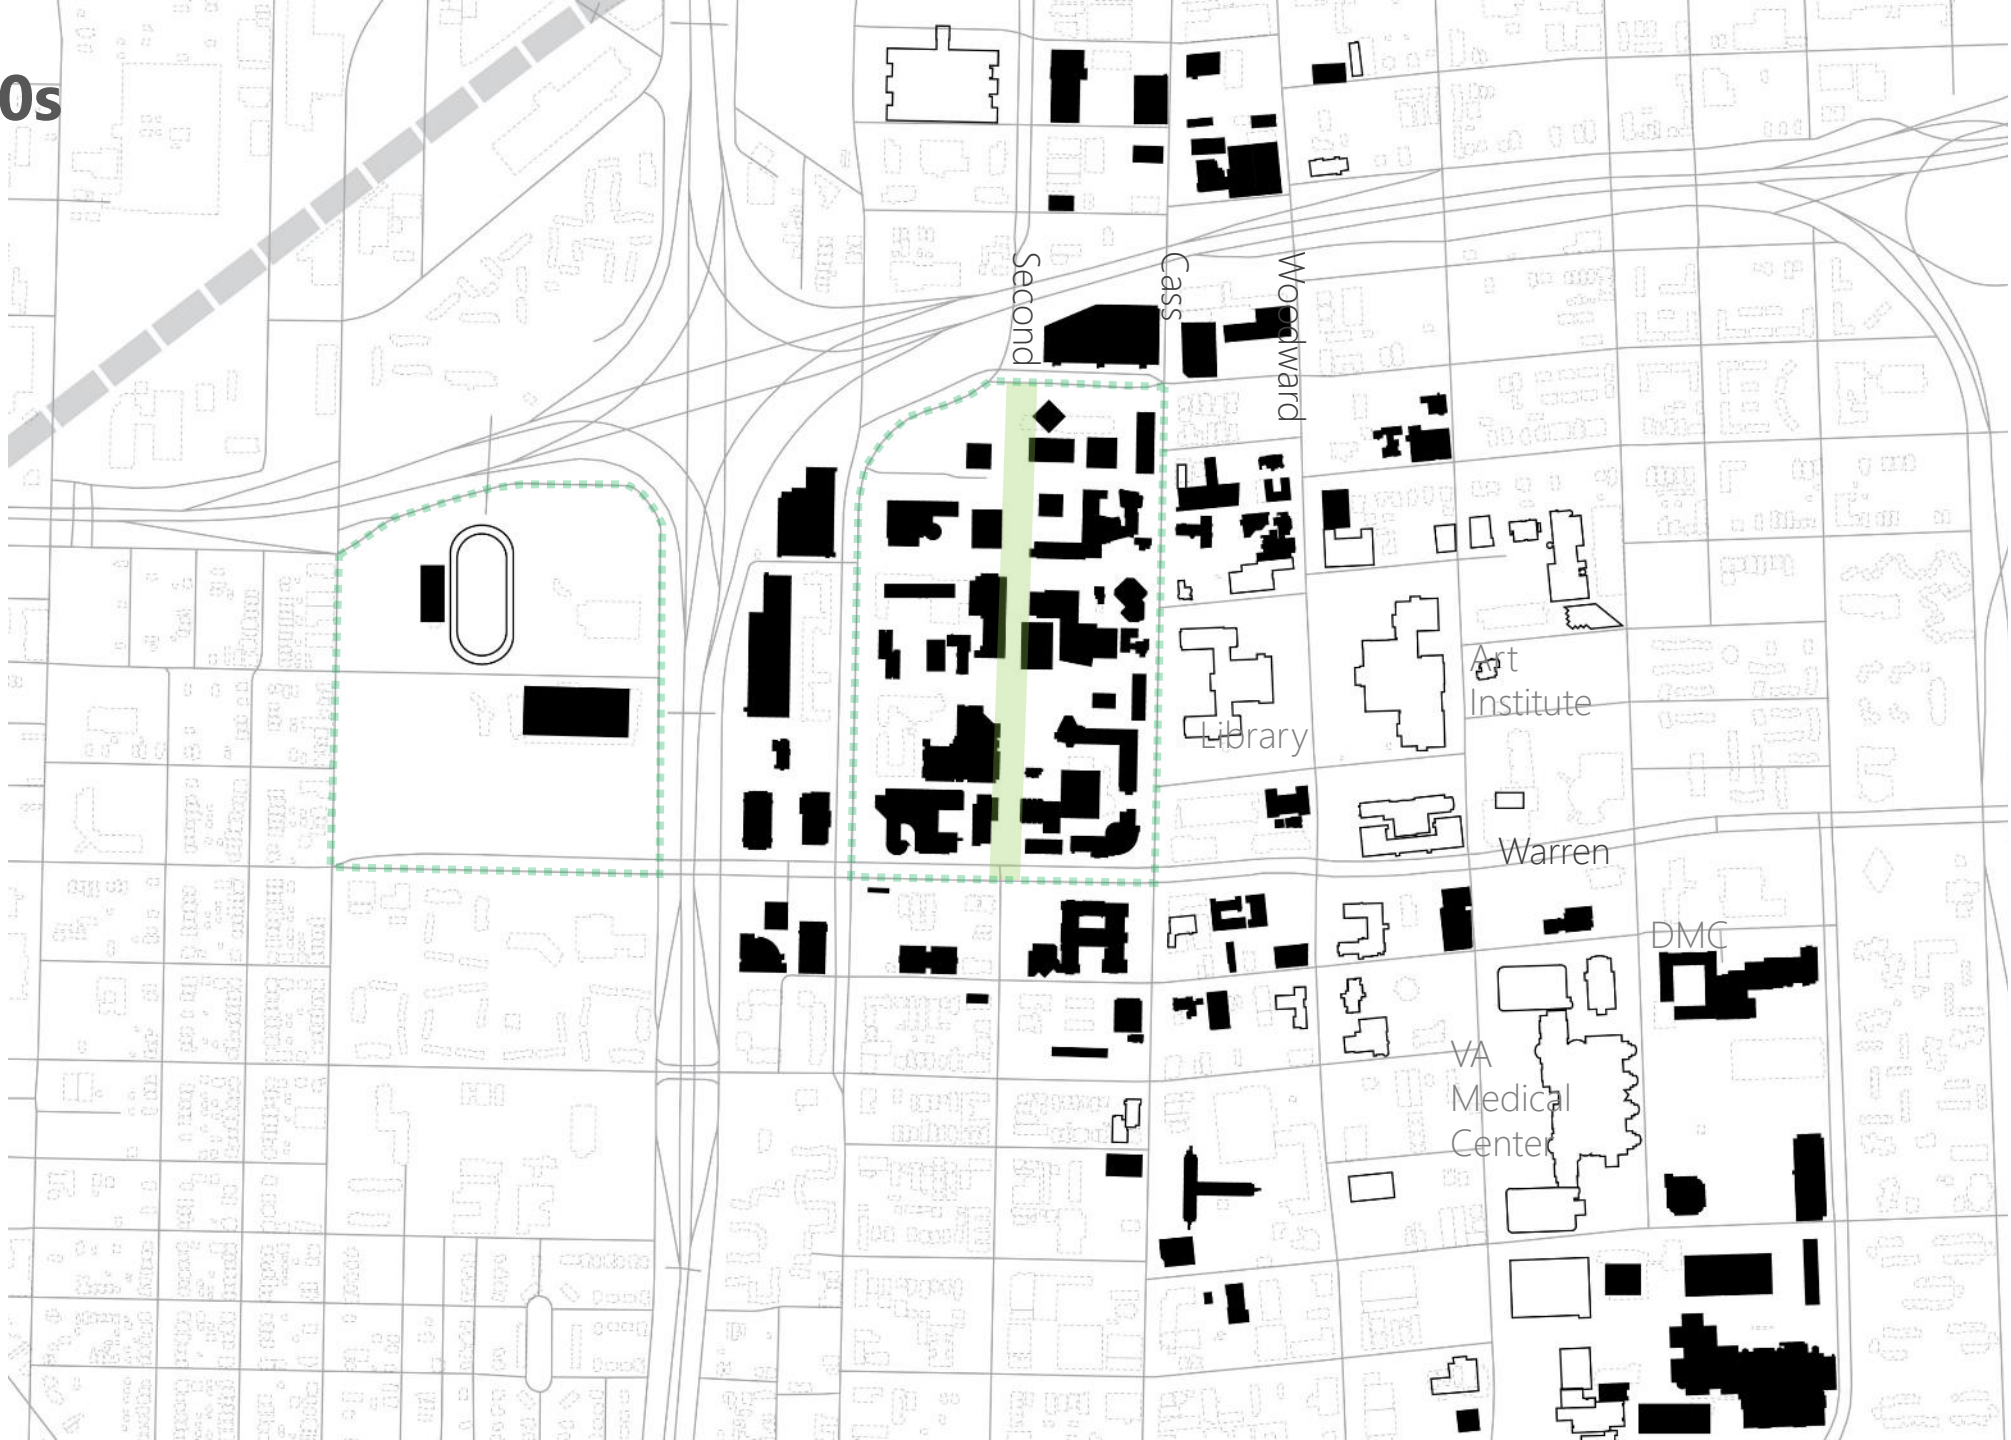 0s
Second
Cass
Woodward
Art
Institute
Library
Warren
DMC
VA
Medical
Center